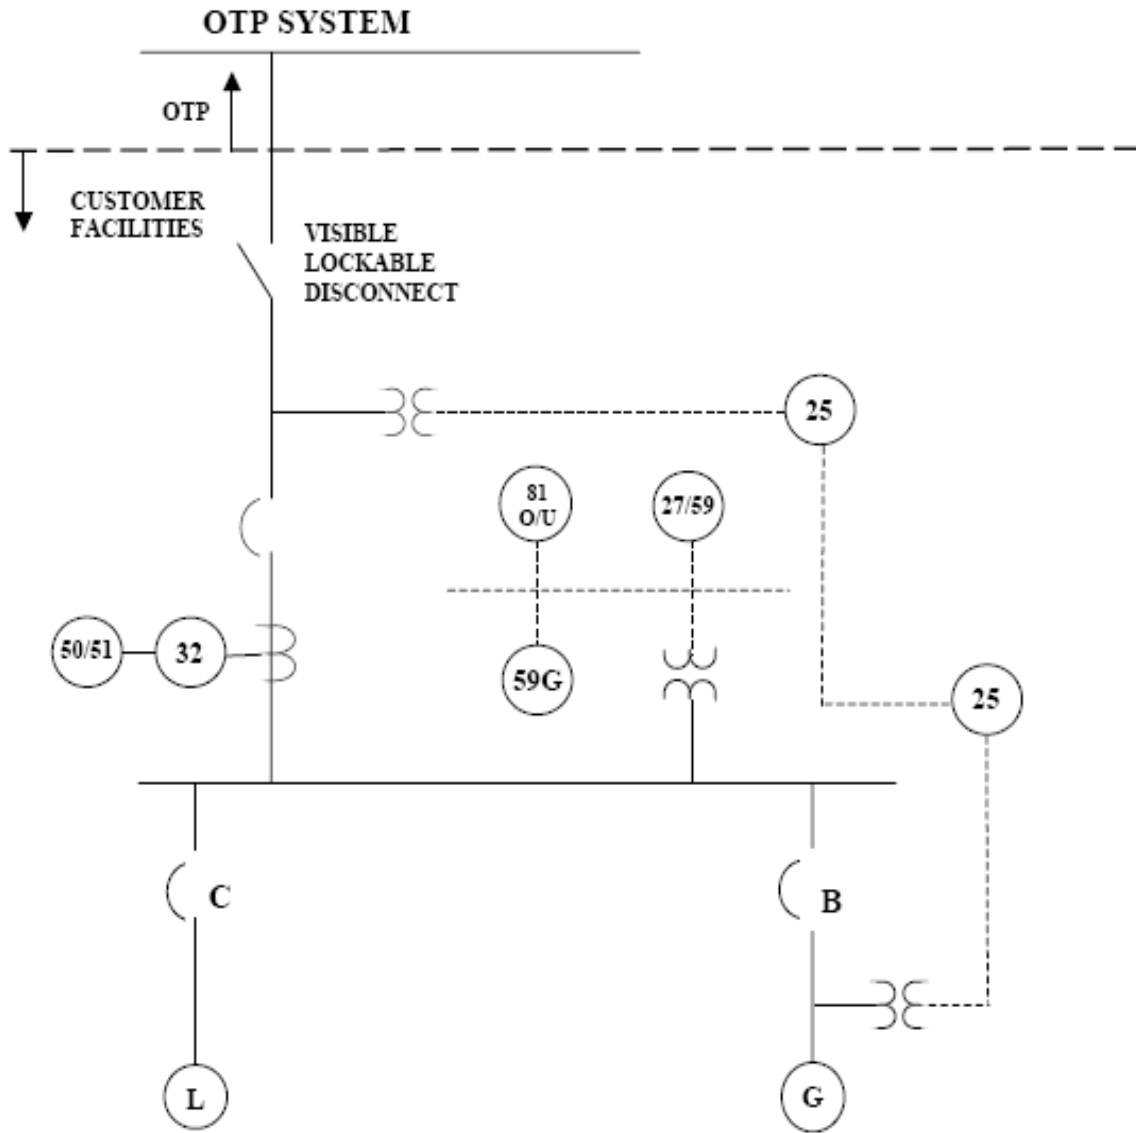 OTP SYSTEM
OTP
CUSTOMER
FACILITIES
VISIBLE
LOCKABLE
DISCONNECT
25
81
O/U
27/59
50/51
32
59G
25
C
B
L
G